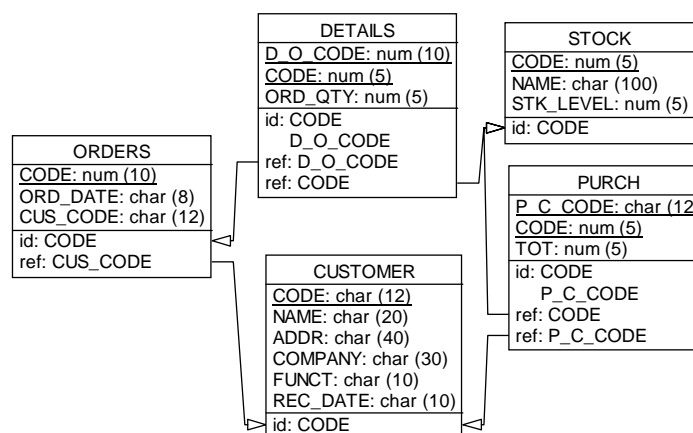 DETAILS
D_O_CODE: num (10)
CODE: num (5)
ORD_QTY: num (5)
id: CODE
D_O_CODE
ref: D_O_CODE
ref: CODE
STOCK
CODE: num (5)
NAME: char (100)
STK_LEVEL: num (5)
id: CODE
ORDERS
CODE: num (10)
ORD_DATE: char (8)
CUS_CODE: char (12)
id: CODE
ref: CUS_CODE
PURCH
P_C_CODE: char (12
CODE: num (5)
TOT: num (5)
id: CODE
P_C_CODE
ref: CODE
ref: P_C_CODE
CUSTOMER
CODE: char (12)
NAME: char (20)
ADDR: char (40)
COMPANY: char (30)
FUNCT: char (10)
REC_DATE: char (10)
id: CODE